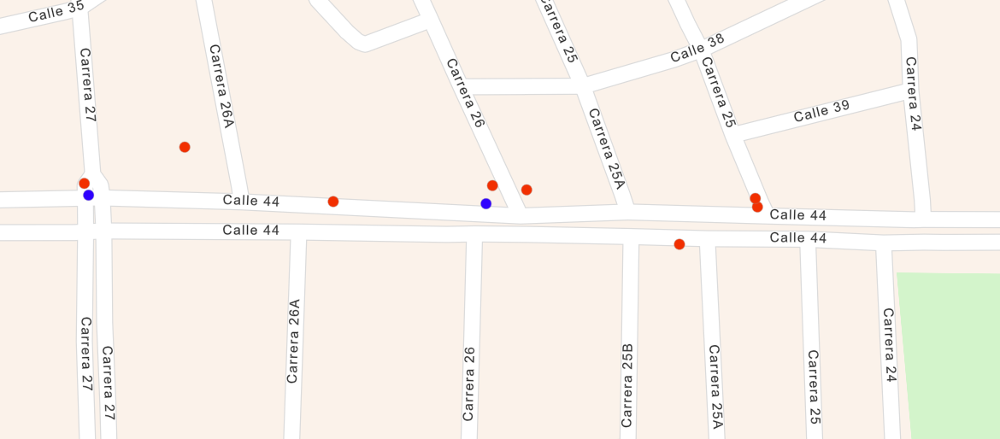 Calle 35
Carrera 27
Carrera 26A
Carrera 26
Carrera 25
Carrera 25A
Calle 38
Carrera 25
Calle 39
Carrera 24
Calle 44
Calle 44
Calle 44
Calle 44
Carrera 27
Carrera 27
Carrera 26A
Carrera 26
Carrera 25B
Carrera 25A
Carrera 25
Carrera 24